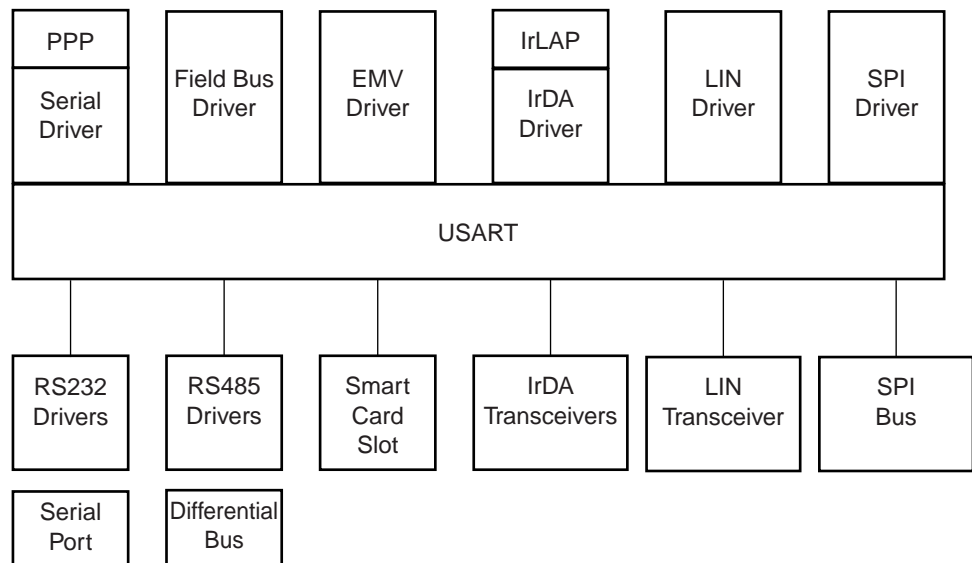 PPP
Serial
Driver
Field Bus
Driver
EMV
Driver
IrLAP
IrDA
Driver
LIN
Driver
SPI
Driver
USART
RS232
Drivers
RS485
Drivers
Smart
Card
Slot
IrDA
Transceivers
LIN
Transceiver
SPI
Bus
Serial
Port
Differential
Bus